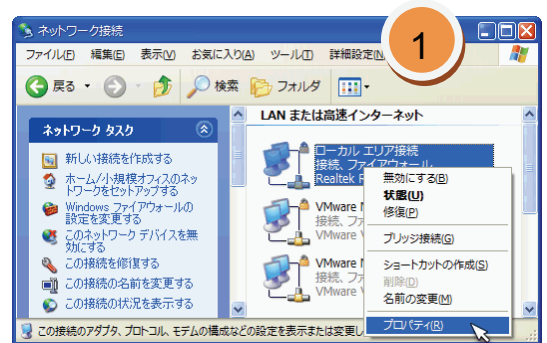 ネットワーク接続
1
ファイル(F) 編集(E) 表示(V) お気に入り(A) ツール(T) 詳細設定(N)
戻る 検索 フォルダ
ネットワーク タスク
新しい接続を作成する
ホーム/小規模オフィスのネッ
トワークをセットアップする
Windows ファイアウォールの
設定を変更する
このネットワーク デバイスを無
効にする
この接続を修復する
この接続の名前を変更する
この接続の状況を表示する
LAN または高速インターネット
ローカル エリア接続
接続、ファイアウォール
Realtek
VMware
接続、ファ
VMware
VMware
接続、ファ
VMware
無効にする(B)
状態(U)
修復(P)
ブリッジ接続(G)
ショートカットの作成(S)
削除(D)
名前の変更(M)
プロパティ(R)
この接続のアダプタ、プロトコル、モデムの構成などの設定を表示または変更し